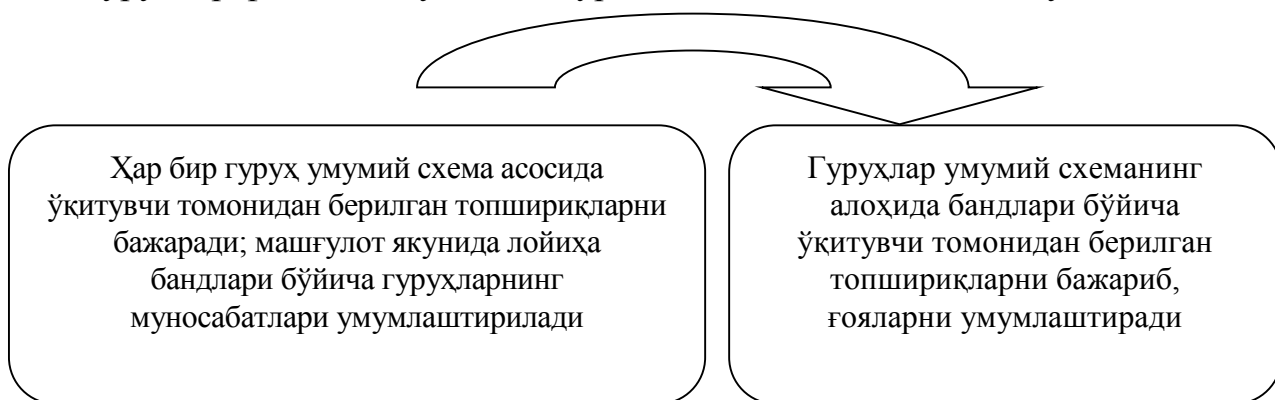 Ҳар бир гуруҳ умумий схема асосида
ўқитувчи томонидан берилган топшириқларни
бажаради; машғулот якунида лойиҳа
бандлари бўйича гуруҳларнинг
муносабатлари умумлаштирилади
Гуруҳлар умумий схеманинг
алоҳида бандлари бўйича
ўқитувчи томонидан берилган
топшириқларни бажариб,
ғояларни умумлаштиради